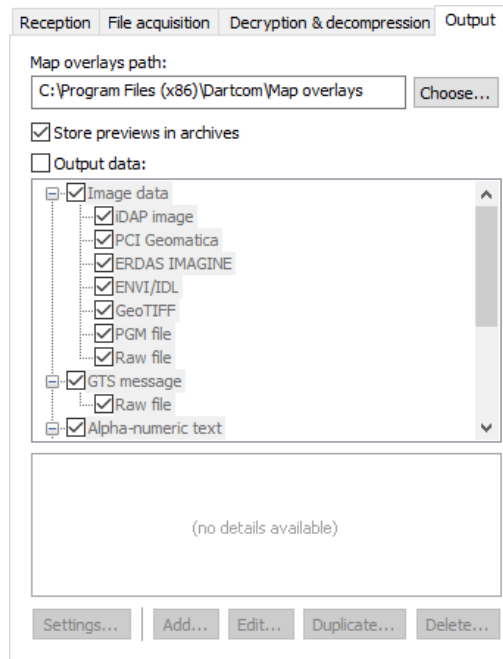 Reception File acquisition Decryption & decompression Output
Map overlays path:
C:\Program Files (x86)\Dartcom\Map overlays Choose...
Store previews in archives
Output data:
Image data
iDAP image
PCI Geomatica
ERDAS IMAGINE
ENVI/IDL
GeoTIFF
PGM file
Raw file
GTS message
Raw file
Alpha-numeric text
(no details available)
Settings... Add... Edit... Duplicate... Delete...